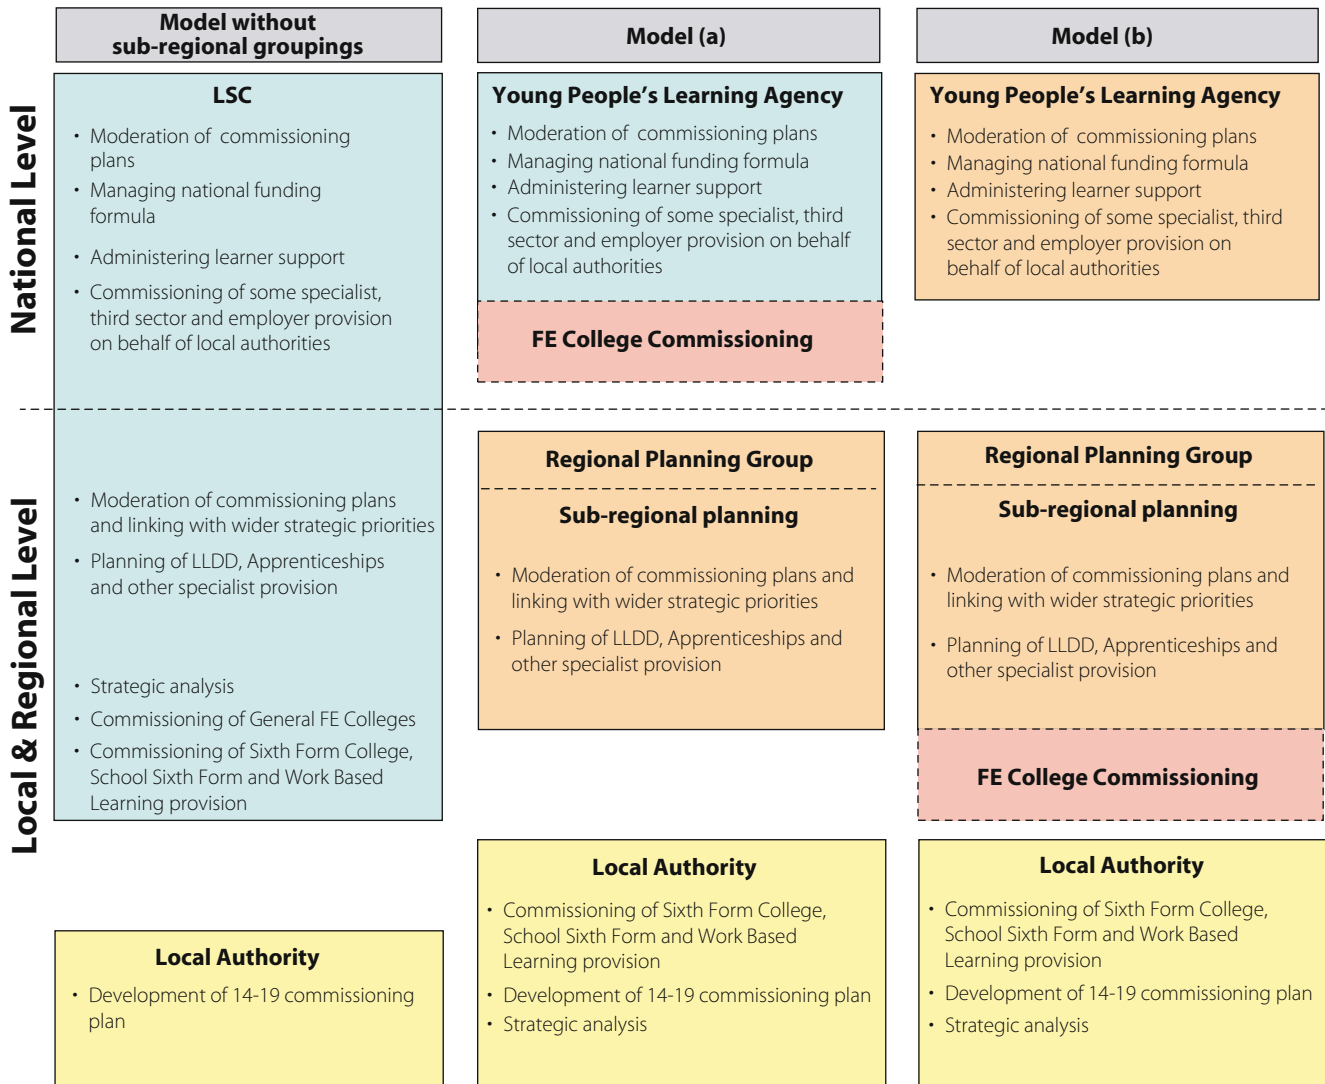 Model without
sub-regional groupings
Model (a)
Model (b)
National Level
LSC
• Moderation of commissioning
plans
• Managing national funding
formula
• Administering learner support
• Commissioning of some specialist,
third sector and employer provision
on behalf of local authorities
Young People's Learning Agency
• Moderation of commissioning plans
• Managing national funding formula
• Administering learner support
• Commissioning of some specialist, third
sector and employer provision on behalf
of local authorities
FE College Commissioning
Young People's Learning Agency
• Moderation of commissioning plans
• Managing national funding formula
• Administering learner support
• Commissioning of some specialist, third
sector and employer provision on
behalf of local authorities
Local & Regional Level
• Moderation of commissioning plans
and linking with wider strategic priorities
• Planning of LLDD, Apprenticeships
and other specialist provision
• Strategic analysis
• Commissioning of General FE Colleges
• Commissioning of Sixth Form College,
School Sixth Form and Work Based
Learning provision
Regional Planning Group
Sub-regional planning
• Moderation of commissioning plans and
linking with wider strategic priorities
• Planning of LLDD, Apprenticeships and
other specialist provision
Regional Planning Group
Sub-regional planning
• Moderation of commissioning plans and
linking with wider strategic priorities
• Planning of LLDD, Apprenticeships and
other specialist provision
FE College Commissioning
Local Authority
• Development of 14-19 commissioning
plan
Local Authority
• Commissioning of Sixth Form College,
School Sixth Form and Work Based
Learning provision
• Development of 14-19 commissioning plan
• Strategic analysis
Local Authority
• Commissioning of Sixth Form College,
School Sixth Form and Work Based
Learning provision
• Development of 14-19 commissioning plan
• Strategic analysis